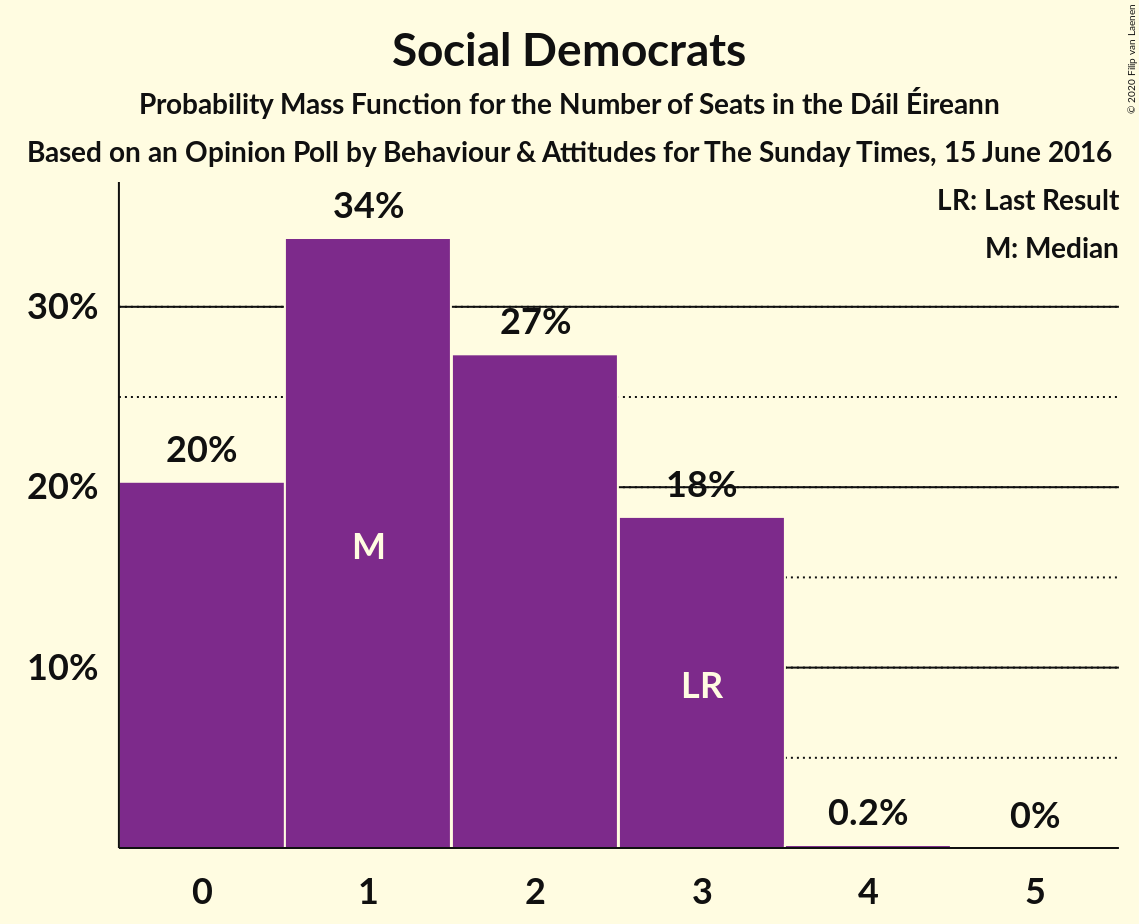 Social Democrats
Probability Mass Function for the Number of Seats in the Dáil Éireann
Based on an Opinion Poll by Behaviour & Attitudes for The Sunday Times, 15 June 2016
© 2020 Filip van Laenen
LR: Last Result
M: Median
34%
30%
27%
20%
20%
18%
M
10%
LR
0.2%
0%
0 1 2 3 4 5